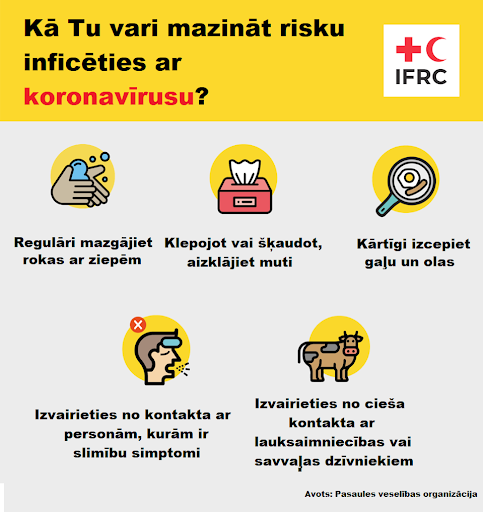 Kā Tu vari mazināt risku
inficēties ar
koronavīrusu?
IFRC
Regulāri mazgājiet
rokas ar ziepēm
Klepojot vai šķaudot,
aizklājiet muti
Kārtīgi izcepiet
gaļu un olas
Izvairieties no kontakta ar
personām, kurām ir
slimību simptomi
Izvairieties no cieša
kontakta ar
lauksaimniecības vai
savvaļas dzīvniekiem
Avots: Pasaules veselības organizācija